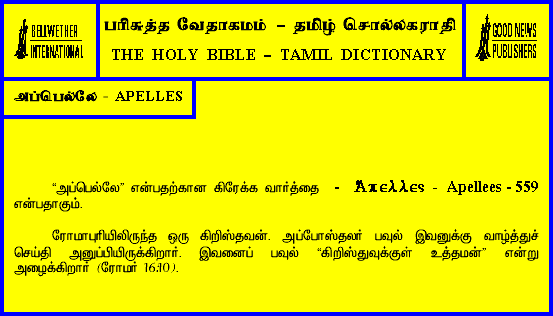 BELLWETHER
INTERNATIONAL
பரிசுத்த வேதாகமம் – தமிழ் சொல்லகராதி
THE HOLY BIBLE – TAMIL DICTIONARY
GOOD NEWS
PUBLISHERS
அப்பெல்லே - APELLES
“அப்பெல்லே” என்பதற்கான கிரேக்க வார்த்தை - Ἀπελλες - Apellees - 559
என்பதாகும்.
ரோமாபுரியிலிருந்த ஒரு கிறிஸ்தவன். அப்போஸ்தலர் பவுல் இவனுக்கு வாழ்த்துச்
செய்தி அனுப்பியிருக்கிறார். இவனைப் பவுல் “கிறிஸ்துவுக்குள் உத்தமன்” என்று
அழைக்கிறார் (ரோமர் 16:10).